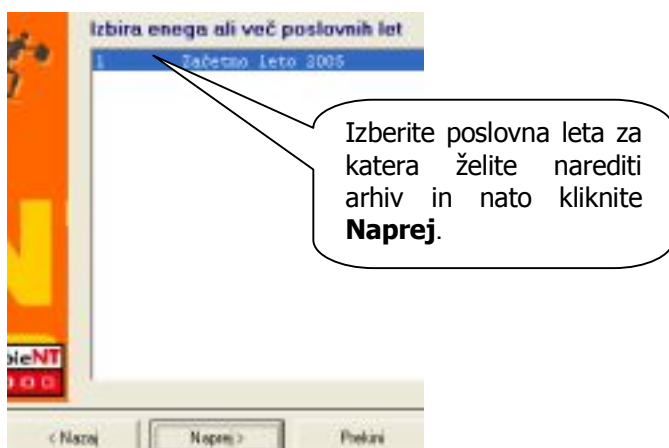 Izbira enega ali več poslovnih let
1 Začetno leto 2005
Izberite poslovna leta za
katera želite narediti
arhiv in nato kliknite
Naprej.
ieNT
< Nazaj
Naprej >
Prekini